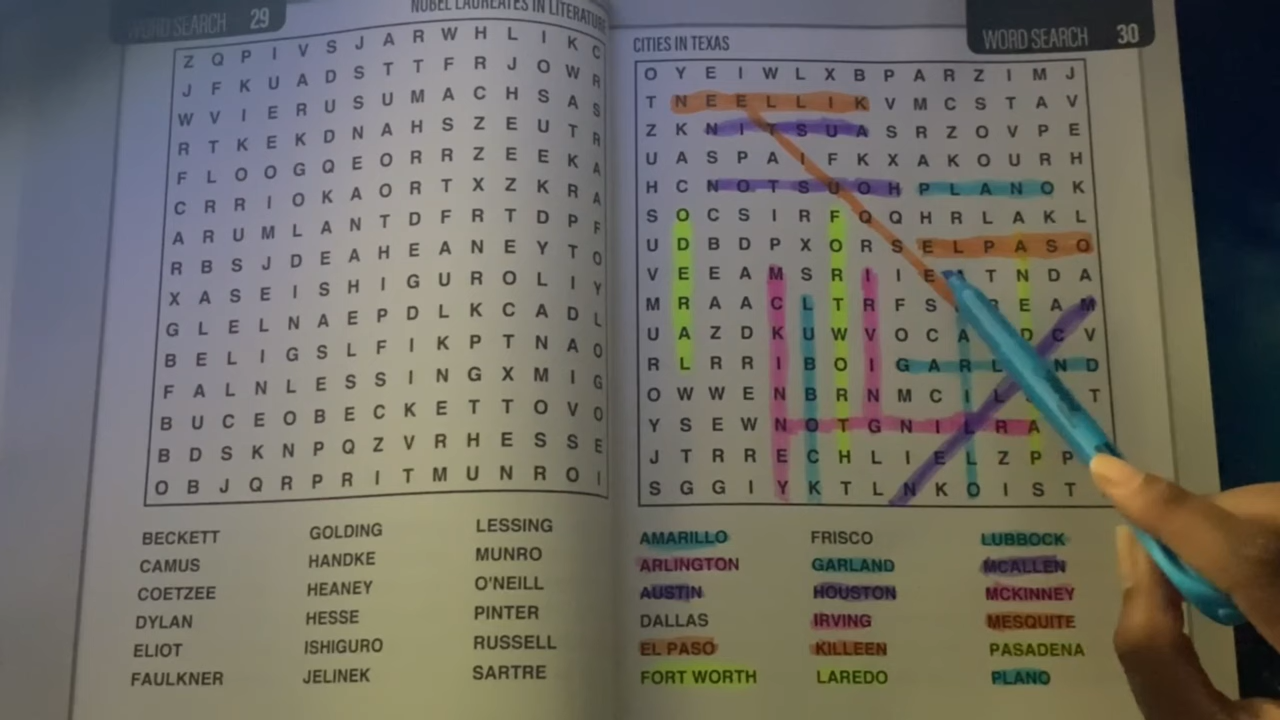 WORD SEARCH 29
NOBEL LAUREATES IN LITERATURE
Z Q P I V S J A R W H L I K C
J F K U A D S T T F R J O W R
W V I E R U S U M A C H S A S
R T K E K D N A H S Z E U T R
F L O O G Q E O R R Z E E K A
C R R I O K A O R T X Z K R A
A R U M L A N T D F R T D P F
R B S J D E A H E A N E Y T O
X A S E I S H I G U R O L I Y
G L E L N A E P D L K C A D L
B E L I G S L F I K P T N A O
F A L N L E S S I N G X M I G
B U C E O B E C K E T T O V O
B D S K N P Q Z V R H E S S E
O B J Q R P R I T M U N R O I
BECKETT GOLDING LESSING
CAMUS HANDKE MUNRO
COETZEE HEANEY O'NEILL
DYLAN HESSE PINTER
ELIOT ISHIGURO RUSSELL
FAULKNER JELINEK SARTRE
CITIES IN TEXAS
WORD SEARCH 30
O Y E I W L X B P A R Z I M J
T N E E L L I K V M C S T A V
Z K N I T S U A S R Z O V P E
U A S P A I F K X A K O U R H
H C N O T S U O H P L A N O K
S O C S I R F Q Q H R L A K L
U D B D P X O R S E L P A S O
V E E A M S R I I E T N D A
M R A A C L T R F S E A M
U A Z D K U W V O C A D C V
R L R R I B O I G A R L N D
O W W E N B R N M C I L T
Y S E W N O T G N I L R A
J T R R E C H L I E L Z P P
S G G I Y K T L N K O I S T
AMARILLO FRISCO LUBBOCK
ARLINGTON GARLAND MCALLEN
AUSTIN HOUSTON MCKINNEY
DALLAS IRVING MESQUITE
EL PASO KILLEEN PASADENA
FORT WORTH LAREDO PLANO